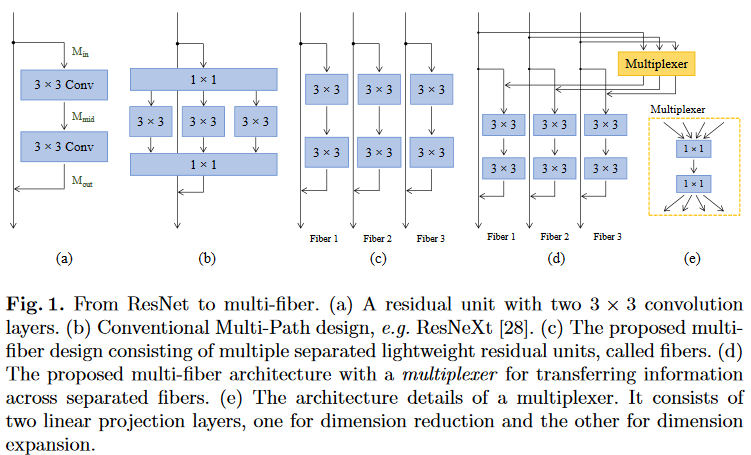 M_in
3 × 3 Conv
M_mid
3 × 3 Conv
M_out
(a)
1 × 1
3 × 3 3 × 3 3 × 3
1 × 1
(b)
3 × 3 3 × 3 3 × 3
3 × 3 3 × 3 3 × 3
Fiber 1 Fiber 2 Fiber 3
(c)
Multiplexer
3 × 3 3 × 3 3 × 3
3 × 3 3 × 3 3 × 3
Fiber 1 Fiber 2 Fiber 3
(d)
Multiplexer
1 × 1
1 × 1
(e)
Fig. 1. From ResNet to multi-fiber. (a) A residual unit with two 3 × 3 convolution
layers. (b) Conventional Multi-Path design, e.g. ResNeXt [28]. (c) The proposed multi-
fiber design consisting of multiple separated lightweight residual units, called fibers. (d)
The proposed multi-fiber architecture with a multiplexer for transferring information
across separated fibers. (e) The architecture details of a multiplexer. It consists of
two linear projection layers, one for dimension reduction and the other for dimension
expansion.